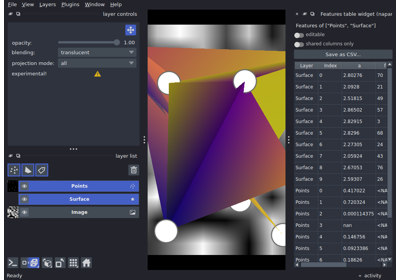 File View Layers Plugins Window Help
layer controls
opacity: 1.00
blending: translucent
projection mode: all
experimental!
layer list
Points
Surface
Image
Features table widget (napar
Features of ["Points", "Surface"]
editable
shared columns only
Save as CSV...
Layer Index a f
Surface 0 2.80276 70
Surface 1 2.0928 21
Surface 2 2.51815 49
Surface 3 2.86502 57
Surface 4 2.82915 3
Surface 5 2.8296 68
Surface 6 2.27305 24
Surface 7 2.05924 43
Surface 8 2.67053 76
Surface 9 2.59307 26
Points 0 0.417022 <NA
Points 1 0.720324 <NA
Points 2 0.000114375 <NA
Points 3 nan <NA
Points 4 0.146756 <NA
Points 5 0.0923386 <NA
Points 6 0.18626 <NA
Ready
activity